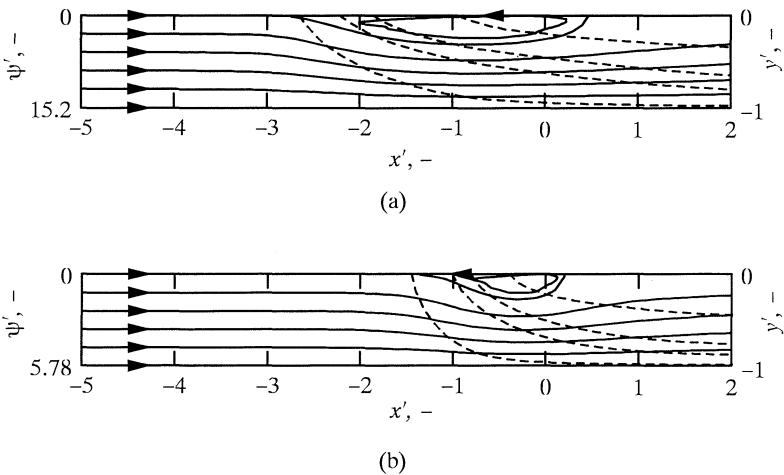 0 0
ψ′, – y′, –
15.2 –1
–5 –4 –3 –2 –1 0 1 2
x′, –
(a)
0 0
ψ′, – y′, –
5.78 –1
–5 –4 –3 –2 –1 0 1 2
x′, –
(b)